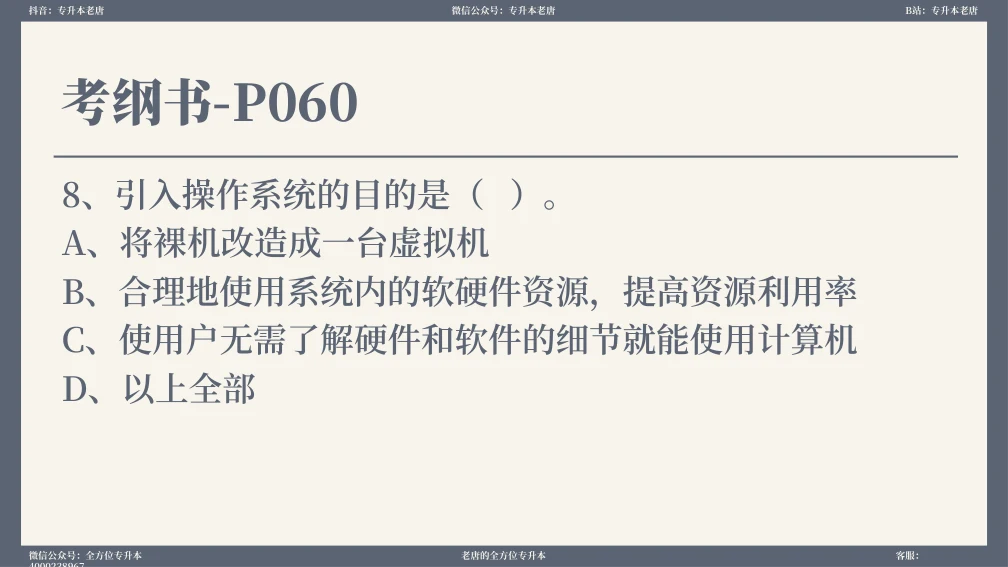 抖音：专升本老唐
微信公众号：专升本老唐
B站：专升本老唐
考纲书-P060
8、引入操作系统的目的是（ ）。
A、将裸机改造成一台虚拟机
B、合理地使用系统内的软硬件资源，提高资源利用率
C、使用户无需了解硬件和软件的细节就能使用计算机
D、以上全部
微信公众号：全方位专升本
老唐的全方位专升本
客服：
4000238967